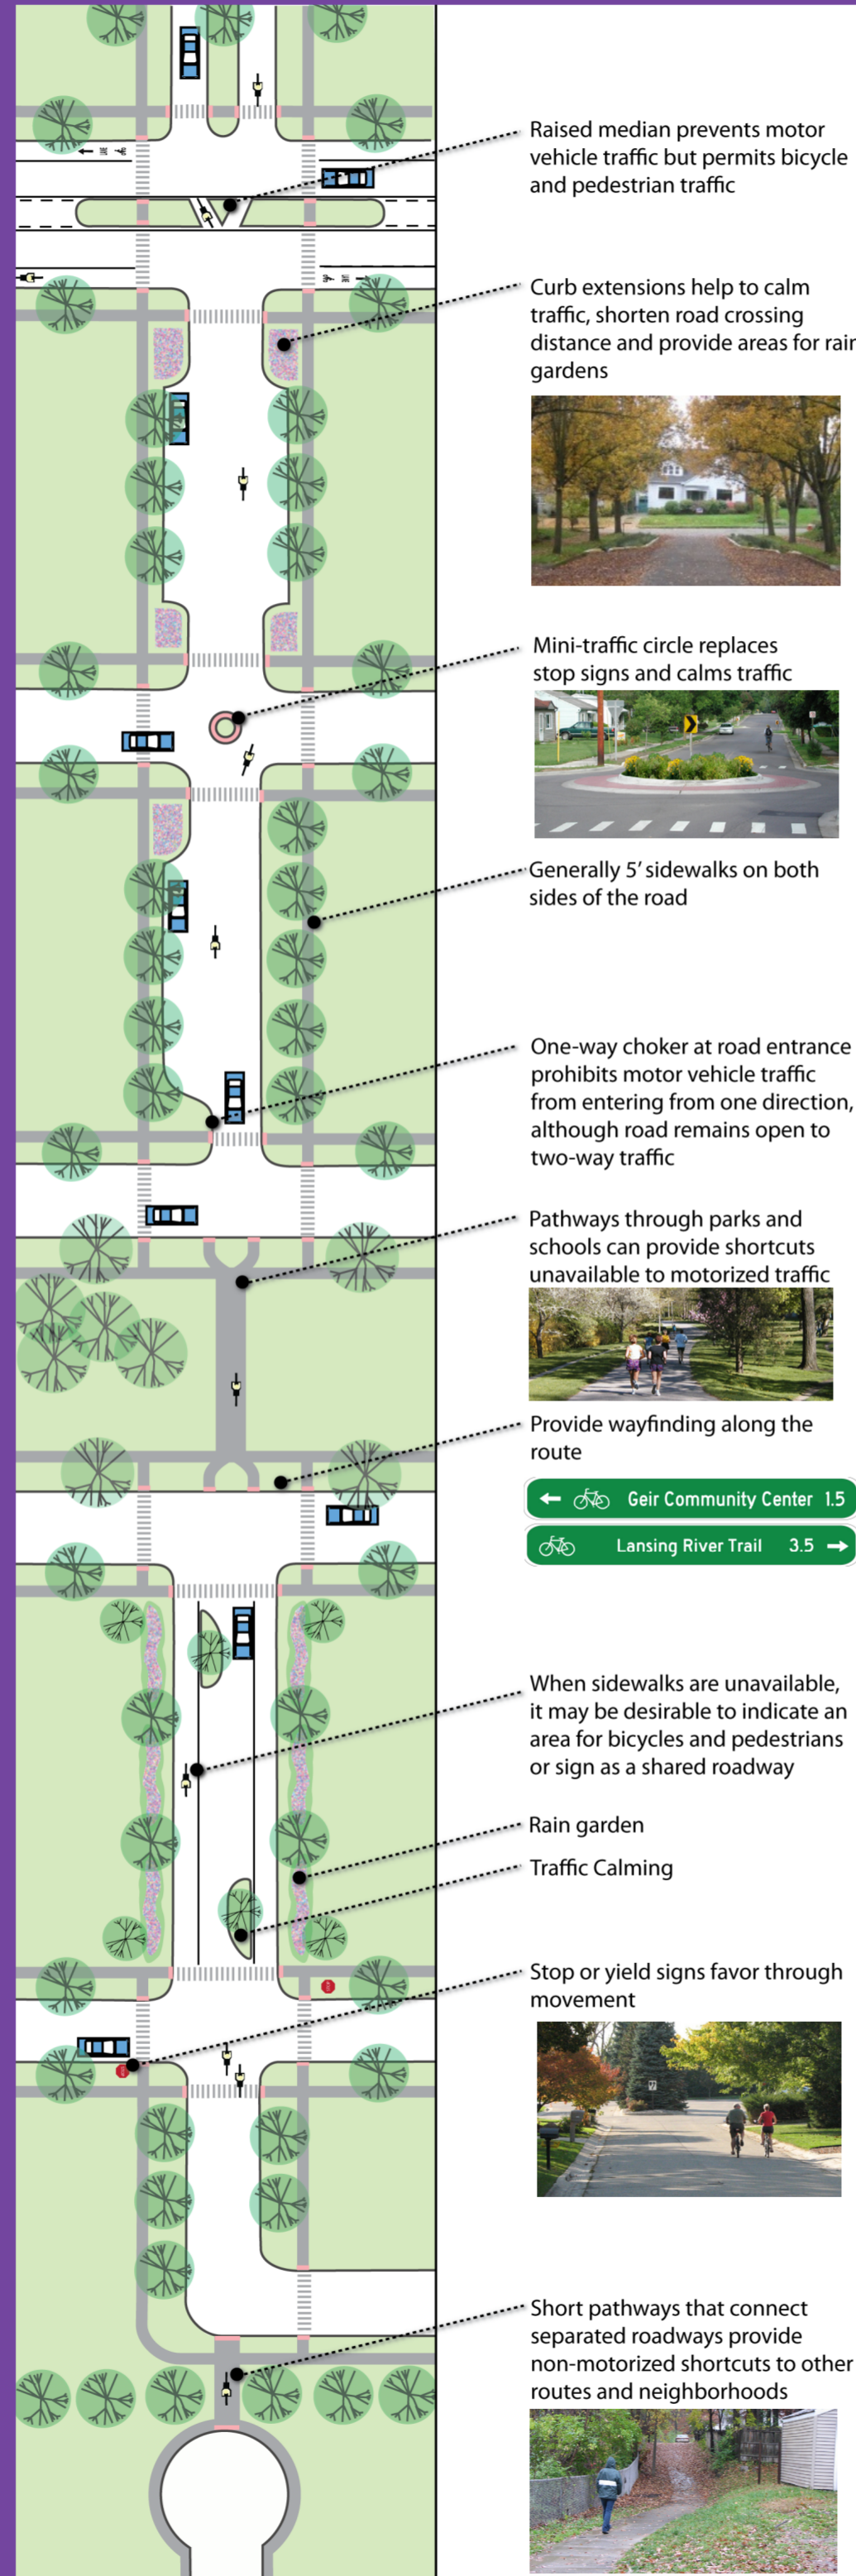 Raised median prevents motor
vehicle traffic but permits bicycle
and pedestrian traffic
Curb extensions help to calm
traffic, shorten road crossing
distance and provide areas for rain
gardens
Mini-traffic circle replaces
stop signs and calms traffic
Generally 5’ sidewalks on both
sides of the road
One-way choker at road entrance
prohibits motor vehicle traffic
from entering from one direction,
although road remains open to
two-way traffic
Pathways through parks and
schools can provide shortcuts
unavailable to motorized traffic
Provide wayfinding along the
route
Geir Community Center 1.5
Lansing River Trail 3.5
When sidewalks are unavailable,
it may be desirable to indicate an
area for bicycles and pedestrians
or sign as a shared roadway
Rain garden
Traffic Calming
Stop or yield signs favor through
movement
Short pathways that connect
separated roadways provide
non-motorized shortcuts to other
routes and neighborhoods